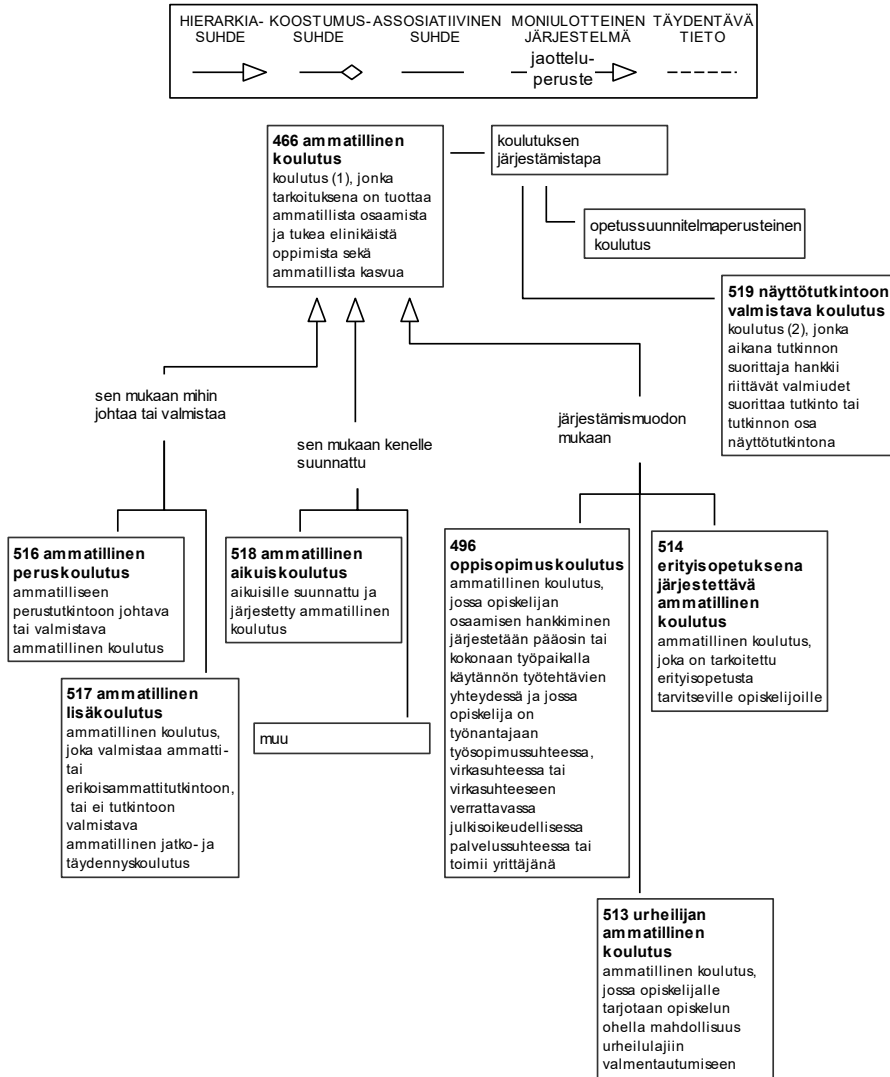 HIERARKIA-
SUHDE
KOOSTUMUS-
SUHDE
ASSOSIATIIVINEN
SUHDE
MONIULOTTEINEN
JÄRJESTELMÄ
jaottelu-
peruste
TÄYDENTÄVÄ
TIETO
466 ammatillinen
koulutus
koulutus (1), jonka
tarkoituksena on tuottaa
ammatillista osaamista
ja tukea elinikäistä
oppimista sekä
ammatillista kasvua
koulutuksen
järjestämistapa
opetussuunnitelmaperusteinen
koulutus
519 näyttötutkintoon
valmistava koulutus
koulutus (2), jonka
aikana tutkinnon
suorittaja hankkii
riittävät valmiudet
suorittaa tutkinto tai
tutkinnon osa
näyttötutkintona
sen mukaan mihin
johtaa tai valmistaa
sen mukaan kenelle
suunnattu
järjestämismuodon
mukaan
516 ammatillinen
peruskoulutus
ammatilliseen
perustutkintoon johtava
tai valmistava
ammatillinen koulutus
517 ammatillinen
lisäkoulutus
ammatillinen koulutus,
joka valmistaa ammatti-
tai
erikoisammattitutkintoon,
tai ei tutkintoon
valmistava
ammatillinen jatko- ja
täydennyskoulutus
518 ammatillinen
aikuiskoulutus
aikuisille suunnattu ja
järjestetty ammatillinen
koulutus
muu
496
oppisopimuskoulutus
ammatillinen koulutus,
jossa opiskelijan
osaamisen hankkiminen
järjestetään pääosin tai
kokonaan työpaikalla
käytännön työtehtävien
yhteydessä ja jossa
opiskelija on
työnantajaan
työsopimussuhteessa,
virkasuhteessa tai
virkasuhteeseen
verrattavassa
julkisoikeudellisessa
palvelussuhteessa tai
toimii yrittäjänä
514
erityisopetuksena
järjestettävä
ammatillinen
koulutus
ammatillinen koulutus,
joka on tarkoitettu
erityisopetusta
tarvitseville opiskelijoille
513 urheilijan
ammatillinen
koulutus
ammatillinen koulutus,
jossa opiskelijalle
tarjotaan opiskelun
ohella mahdollisuus
urheilulajiin
valmentautumiseen